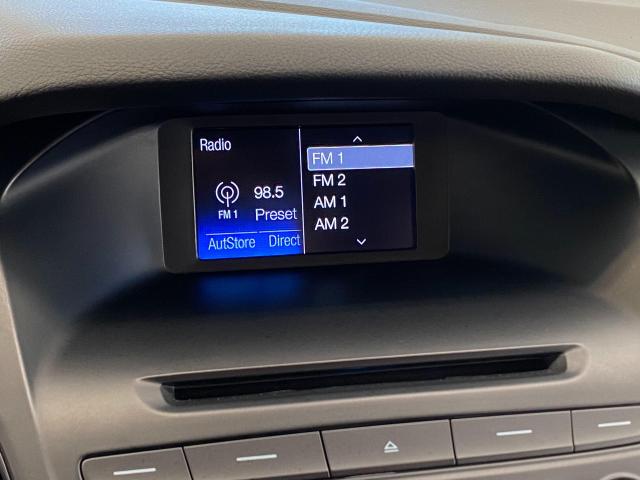 Radio
98.5
FM 1
Preset
AutStore Direct
FM 1
FM 2
AM 1
AM 2